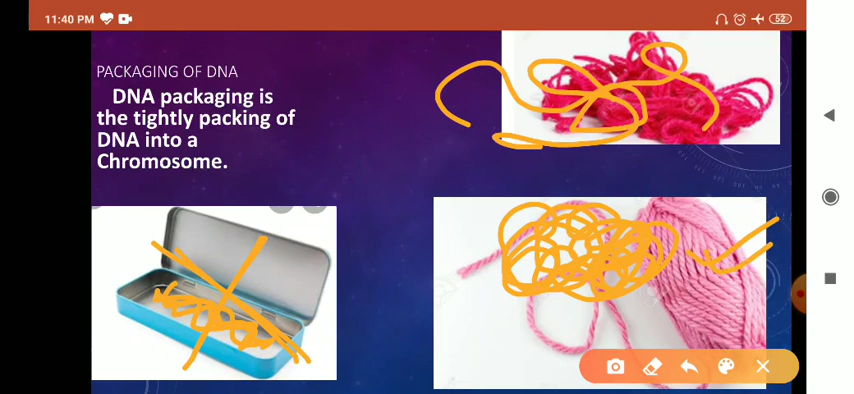 11:40 PM
52
PACKAGING OF DNA
DNA packaging is
the tightly packing of
DNA into a
Chromosome.